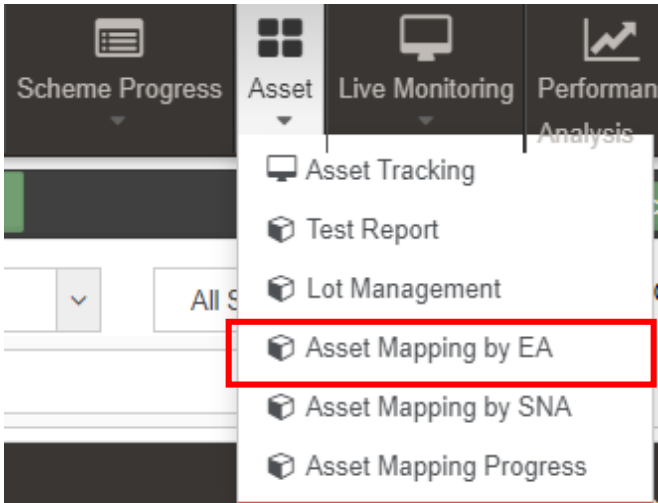 Scheme Progress
Asset
Live Monitoring
Performan
Analysis
Asset Tracking
Test Report
All S
Lot Management
Asset Mapping by EA
Asset Mapping by SNA
Asset Mapping Progress